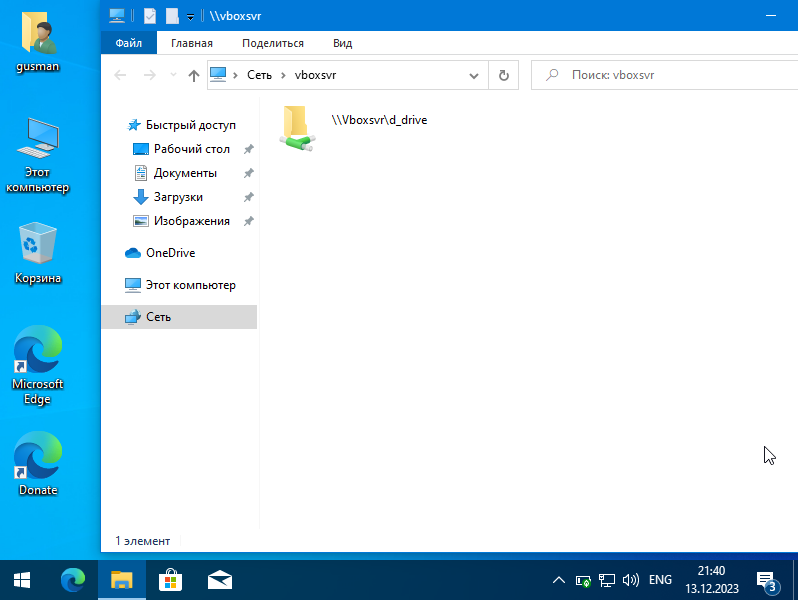 \\vboxsvr
Файл
Главная
Поделиться
Вид
Сеть
vboxsvr
Поиск: vboxsvr
gusman
Этот
компьютер
Корзина
Microsoft
Edge
Donate
Быстрый доступ
Рабочий стол
Документы
Загрузки
Изображения
OneDrive
Этот компьютер
Сеть
\\Vboxsvr\d_drive
1 элемент
ENG
21:40
13.12.2023
3